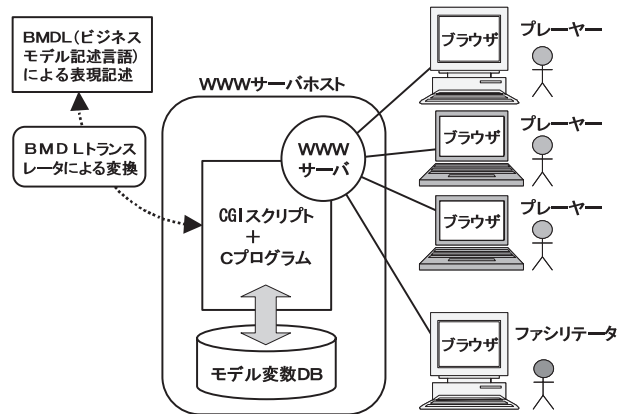 BMDL(ビジネス
モデル記述言語)
による表現記述
BMDLトランス
レータによる変換
WWWサーバホスト
WWW
サーバ
CGIスクリプト
+
Cプログラム
モデル変数DB
ブラウザ
プレーヤー
ブラウザ
プレーヤー
ブラウザ
プレーヤー
ブラウザ
ファシリテータ